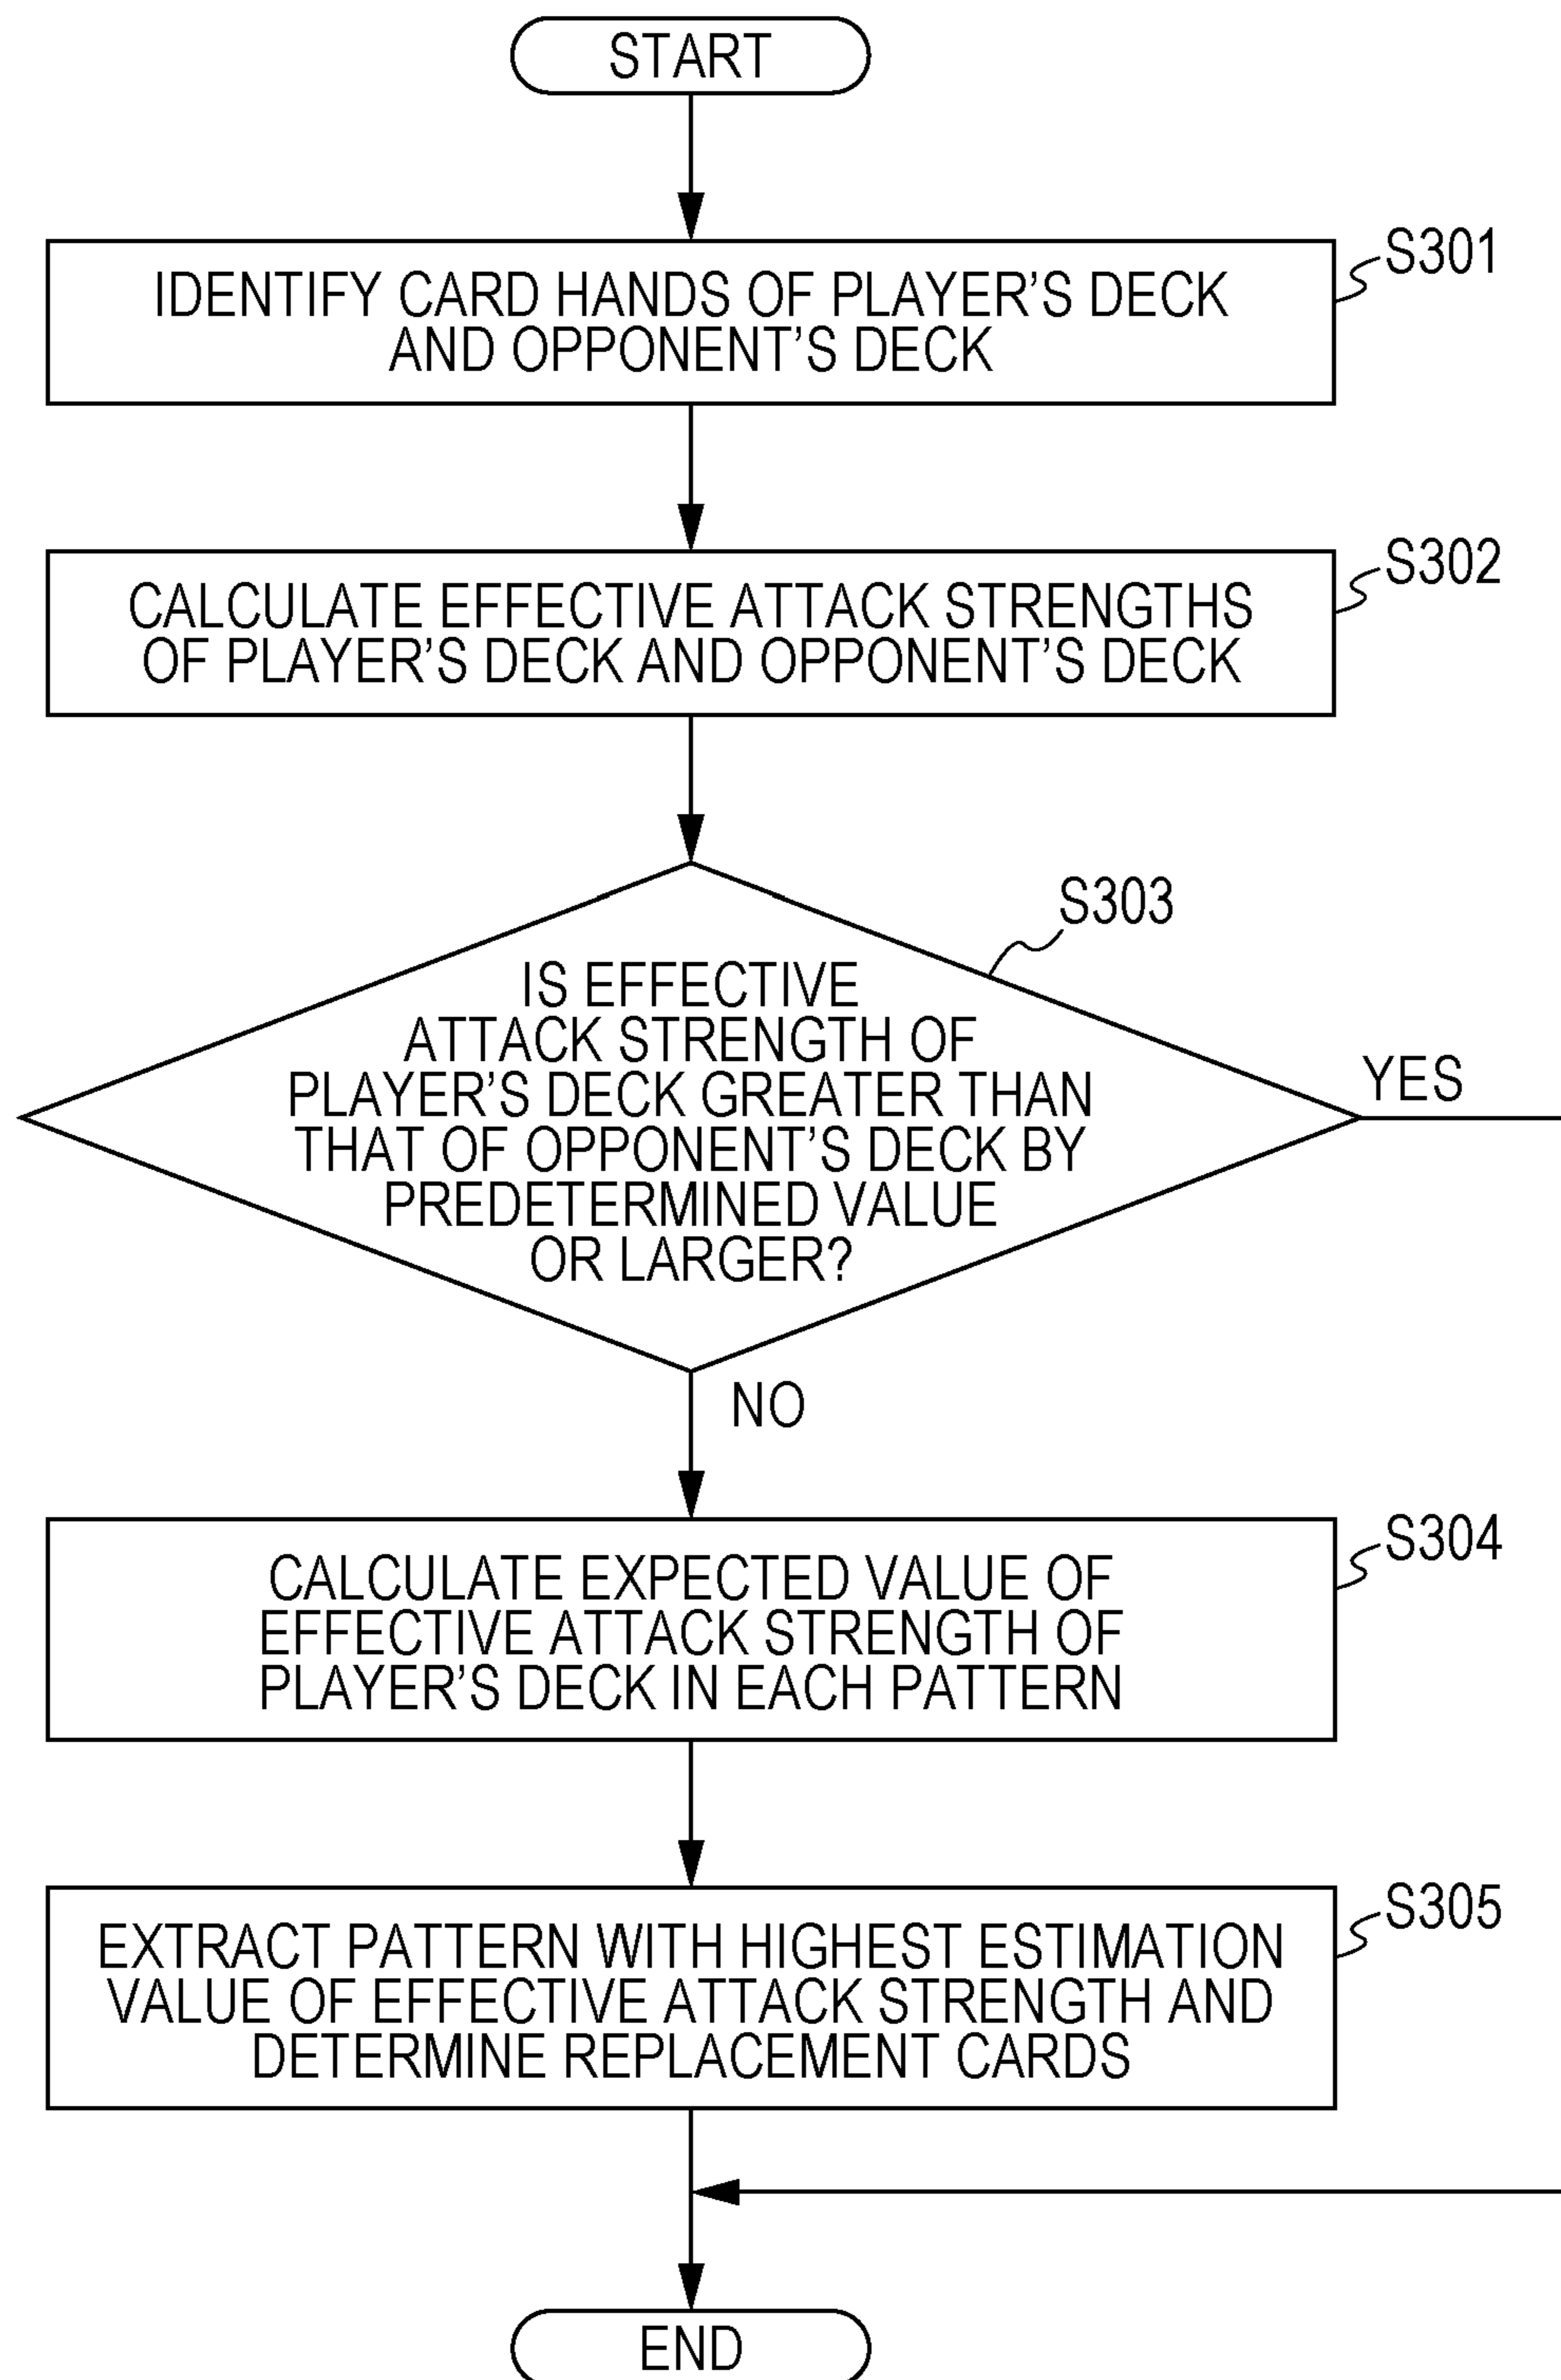 START
S301
IDENTIFY CARD HANDS OF PLAYER'S DECK
AND OPPONENT'S DECK
S302
CALCULATE EFFECTIVE ATTACK STRENGTHS
OF PLAYER'S DECK AND OPPONENT'S DECK
S303
IS EFFECTIVE
ATTACK STRENGTH OF
PLAYER'S DECK GREATER THAN
THAT OF OPPONENT'S DECK BY
PREDETERMINED VALUE
OR LARGER?
YES
NO
S304
CALCULATE EXPECTED VALUE OF
EFFECTIVE ATTACK STRENGTH OF
PLAYER'S DECK IN EACH PATTERN
S305
EXTRACT PATTERN WITH HIGHEST ESTIMATION
VALUE OF EFFECTIVE ATTACK STRENGTH AND
DETERMINE REPLACEMENT CARDS
END